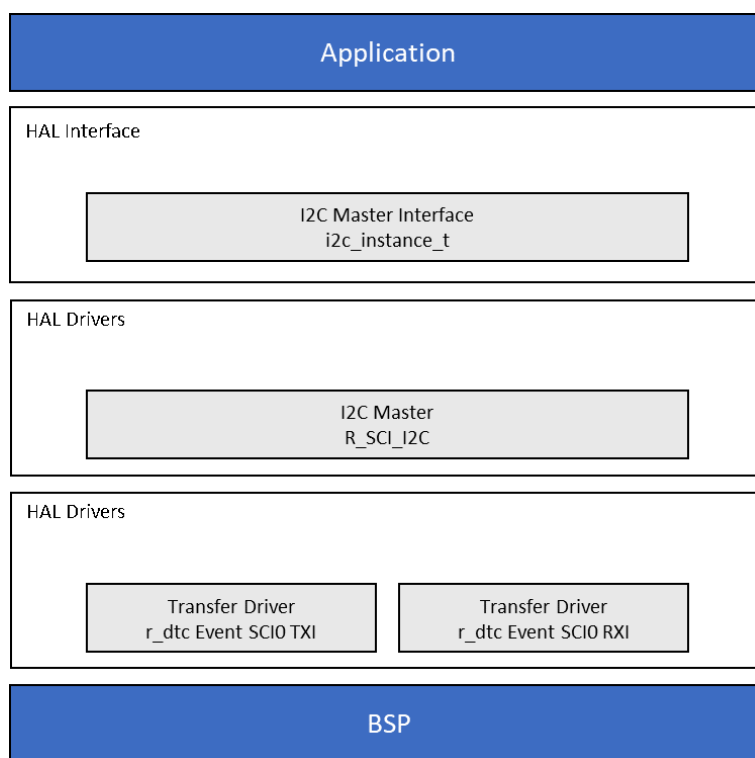 Application
HAL Interface
I2C Master Interface
i2c_instance_t
HAL Drivers
I2C Master
R_SCI_I2C
HAL Drivers
Transfer Driver
r_dtc Event SCI0 TXI
Transfer Driver
r_dtc Event SCI0 RXI
BSP